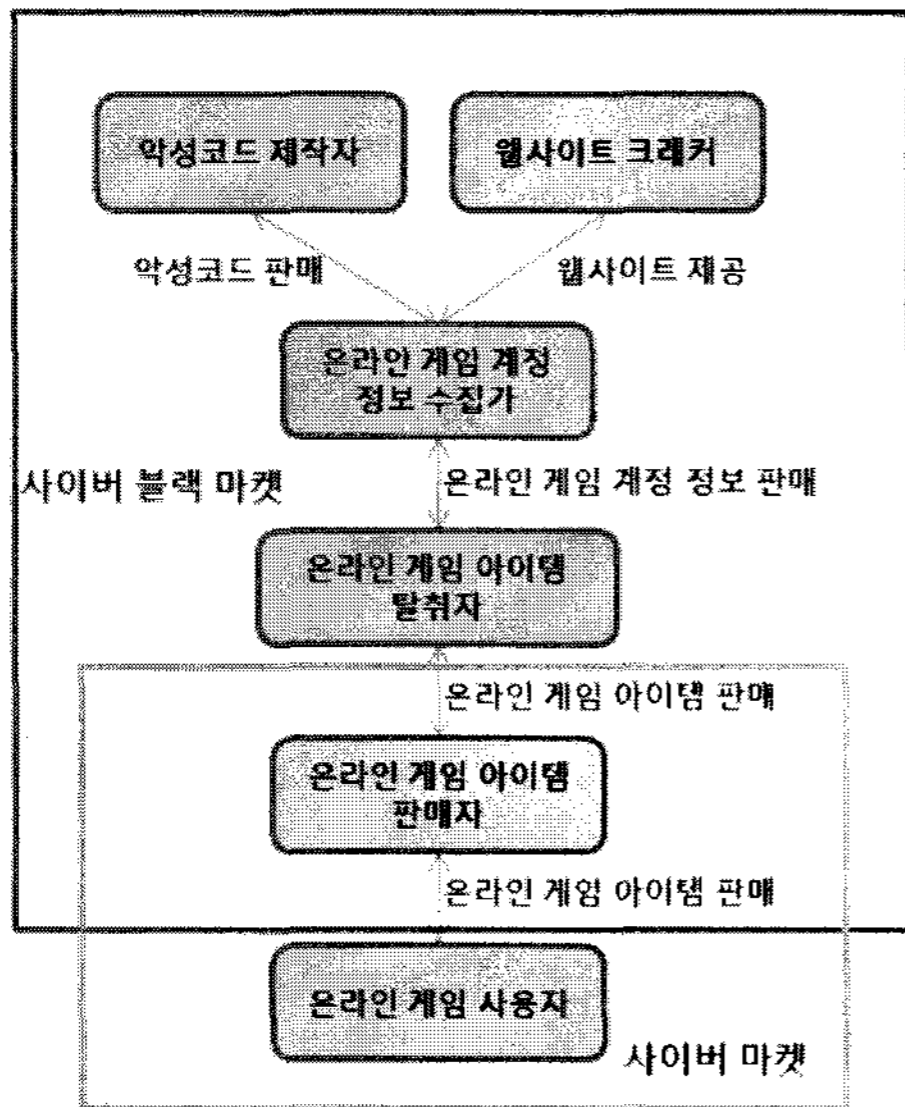 악성코드 제작자
웹사이트 크래커
악성코드 판매
웹사이트 제공
온라인 게임 계정
정보 수집가
사이버 블랙 마켓
온라인 게임 계정 정보 판매
온라인 게임 아이템
탈취자
온라인 게임 아이템 판매
온라인 게임 아이템
판매자
온라인 게임 아이템 판매
온라인 게임 사용자
사이버 마켓